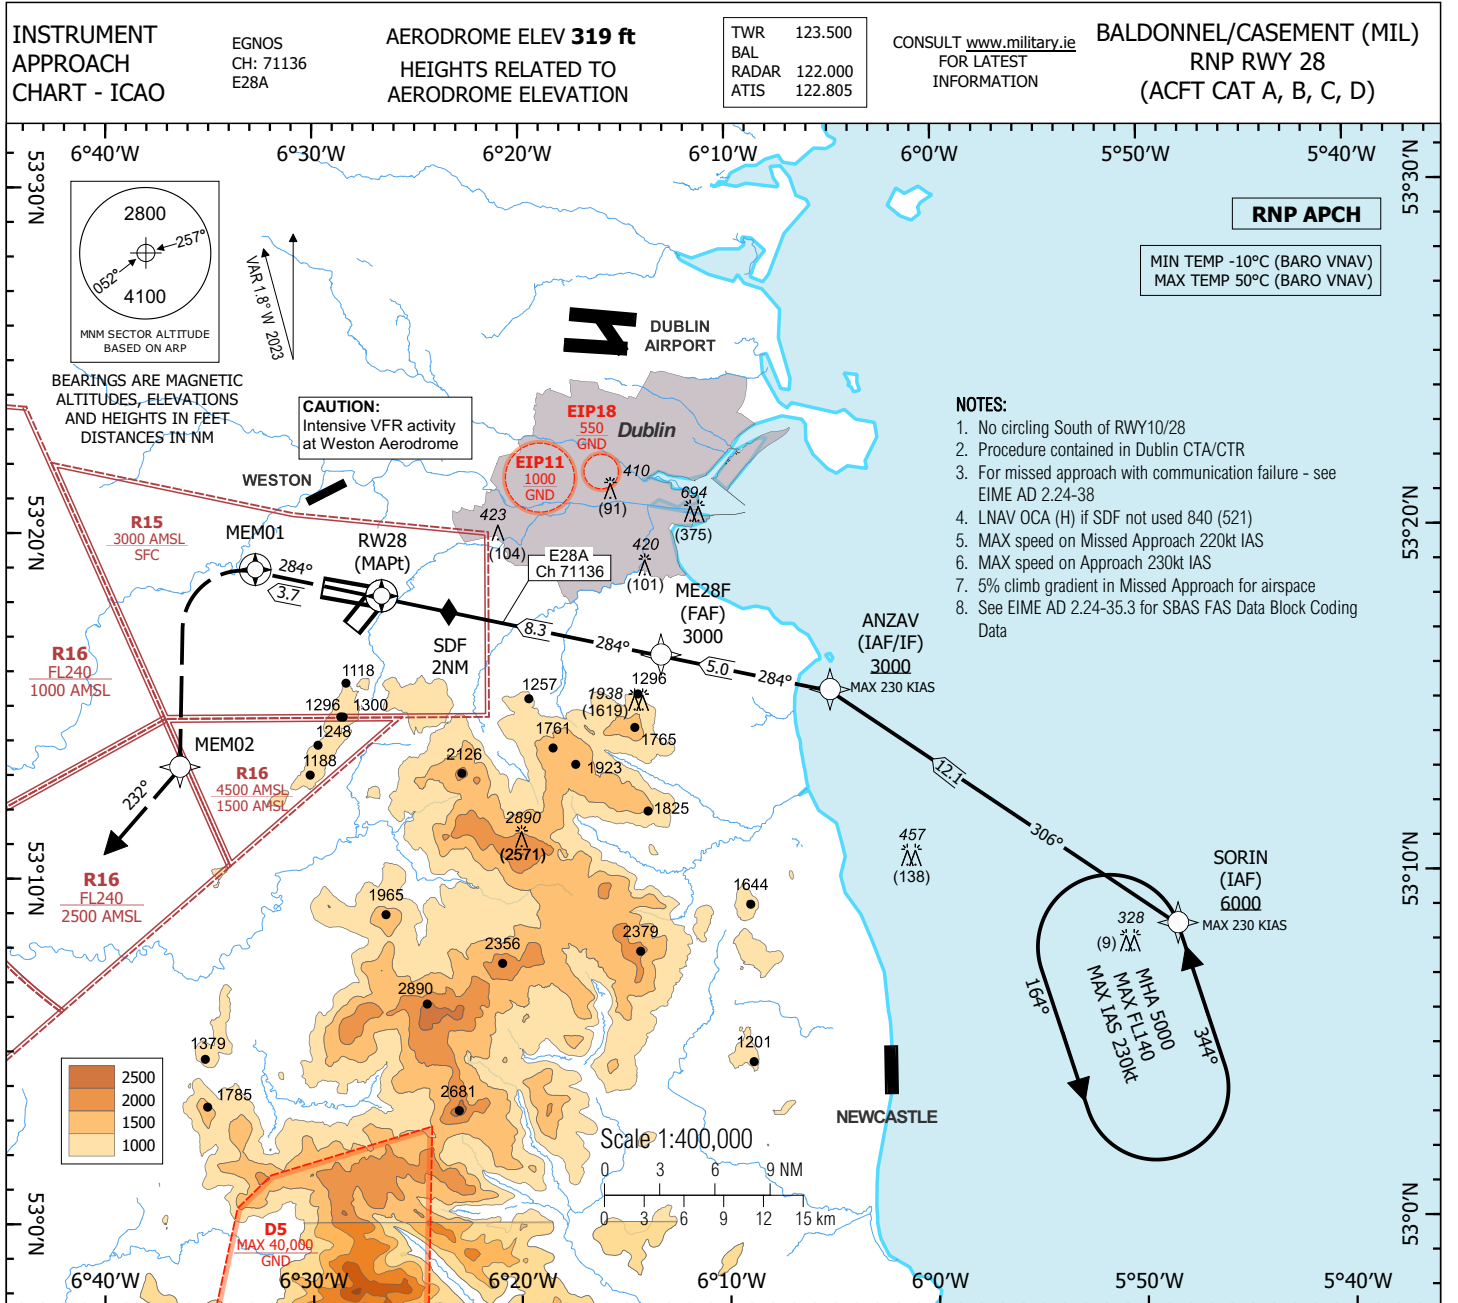 INSTRUMENT
APPROACH
CHART - ICAO
EGNOS
CH: 71136
E28A
AERODROME ELEV 319 ft
HEIGHTS RELATED TO
AERODROME ELEVATION
TWR 123.500
BAL
RADAR 122.000
ATIS 122.805
CONSULT www.military.ie
FOR LATEST
INFORMATION
BALDONNEL/CASEMENT (MIL)
RNP RWY 28
(ACFT CAT A, B, C, D)
6°40'W
6°30'W
6°20'W
6°10'W
6°0'W
5°50'W
5°40'W
53°30'N
53°30'N
2800
257°
052°
4100
MNM SECTOR ALTITUDE
BASED ON ARP
VAR 1.8° W 2023
BEARINGS ARE MAGNETIC
ALTITUDES, ELEVATIONS
AND HEIGHTS IN FEET
DISTANCES IN NM
RNP APCH
MIN TEMP -10°C (BARO VNAV)
MAX TEMP 50°C (BARO VNAV)
DUBLIN
AIRPORT
CAUTION:
Intensive VFR activity
at Weston Aerodrome
EIP18
550
GND
Dublin
EIP11
1000
GND
410
(91)
694
(375)
423
(104)
420
(101)
WESTON
NOTES:
1. No circling South of RWY10/28
2. Procedure contained in Dublin CTA/CTR
3. For missed approach with communication failure - see
EIME AD 2.24-38
4. LNAV OCA (H) if SDF not used 840 (521)
5. MAX speed on Missed Approach 220kt IAS
6. MAX speed on Approach 230kt IAS
7. 5% climb gradient in Missed Approach for airspace
8. See EIME AD 2.24-35.3 for SBAS FAS Data Block Coding
Data
53°20'N
53°20'N
R15
3000 AMSL
SFC
MEM01
284°
3.7
RW28
(MAPt)
E28A
Ch 71136
SDF
2NM
8.3
284°
ME28F
(FAF)
3000
5.0
284°
ANZAV
(IAF/IF)
3000
MAX 230 KIAS
R16
FL240
1000 AMSL
1118
1296
1300
1248
1188
1257
1938
(1619)
1296
1761
1765
1923
2126
1825
MEM02
232°
R16
4500 AMSL
1500 AMSL
2890
(2571)
12.1
306°
457
(138)
SORIN
(IAF)
6000
MAX 230 KIAS
328
(9)
MHA 5000
MAX FL140
MAX IAS 230kt
164°
344°
53°10'N
53°10'N
R16
FL240
2500 AMSL
1965
1644
2356
2379
2890
1379
1785
1201
2681
NEWCASTLE
2500
2000
1500
1000
Scale 1:400,000
0 3 6 9 NM
0 3 6 9 12 15 km
53°0'N
53°0'N
D5
MAX 40,000
GND
6°40'W
6°30'W
6°20'W
6°10'W
6°0'W
5°50'W
5°40'W